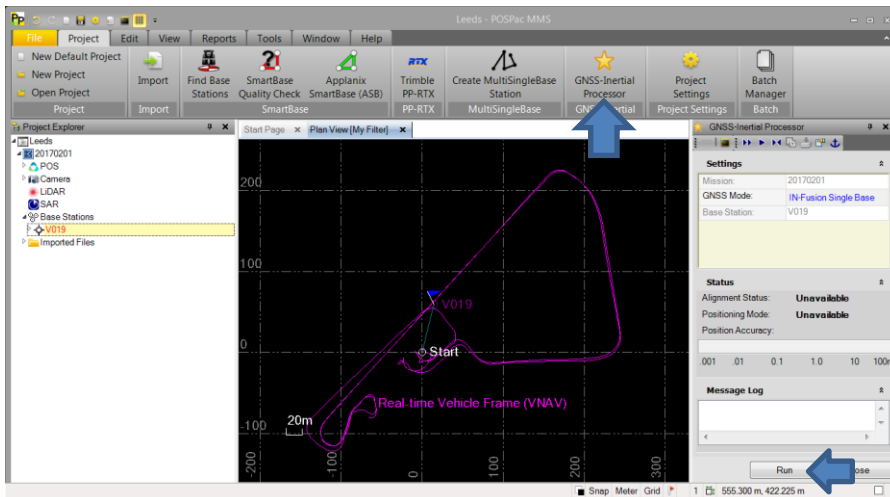 Leeds - POSPac MMS
File Project Edit View Reports Tools Window Help
New Default Project
New Project
Open Project
Project
Import
Import
Find Base Stations
SmartBase Quality Check
Applanix SmartBase (ASB)
SmartBase
RTX
Trimble PP-RTX
PP-RTX
Create MultiSingleBase Station
MultiSingleBase
GNSS-Inertial Processor
Project Settings
Project Settings
Batch Manager
Batch
Project Explorer
Leeds
20170201
POS
Camera
LiDAR
SAR
Base Stations
V019
Imported Files
Start Page
Plan View [My Filter]
200
100
0
-100
V019
Start
Real-time Vehicle Frame (VNAV)
20m
-200
-100
0
100
200
300
GNSS-Inertial Processor
Settings
Mission: 20170201
GNSS Mode: IN-Fusion Single Base
Base Station: V019
Status
Alignment Status: Unavailable
Positioning Mode: Unavailable
Position Accuracy:
.001 .01 0.1 1.0 10
Message Log
Run
Snap Meter Grid 1 555.300 m, 422.225 m